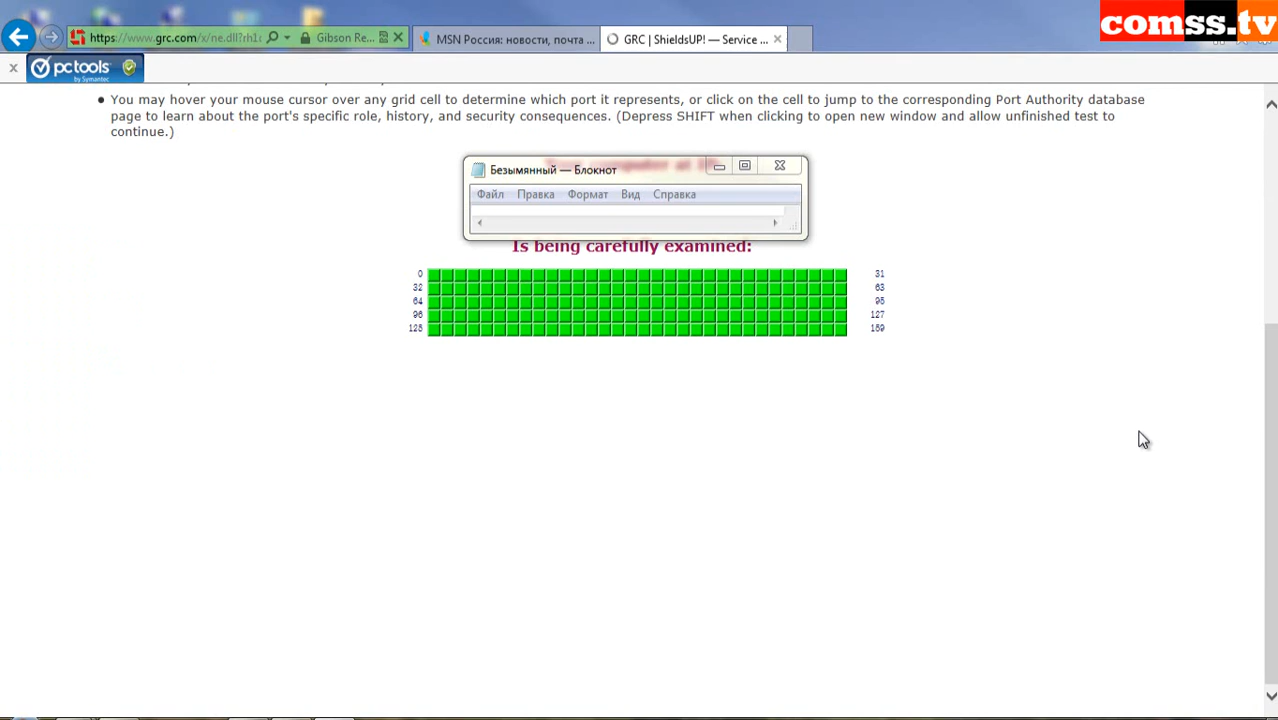 comss.tv
https://www.grc.com/x/ne.dll?rh1
Gibson Re...
MSN Россия: новости, почта ...
GRC | ShieldsUP! — Service ...
x
pctools
by Symantec
● You may hover your mouse cursor over any grid cell to determine which port it represents, or click on the cell to jump to the corresponding Port Authority database
page to learn about the port's specific role, history, and security consequences. (Depress SHIFT when clicking to open new window and allow unfinished test to
continue.)
Безымянный — Блокнот
Файл Правка Формат Вид Справка
Is being carefully examined:
0 31
32 63
64 95
96 127
128 159